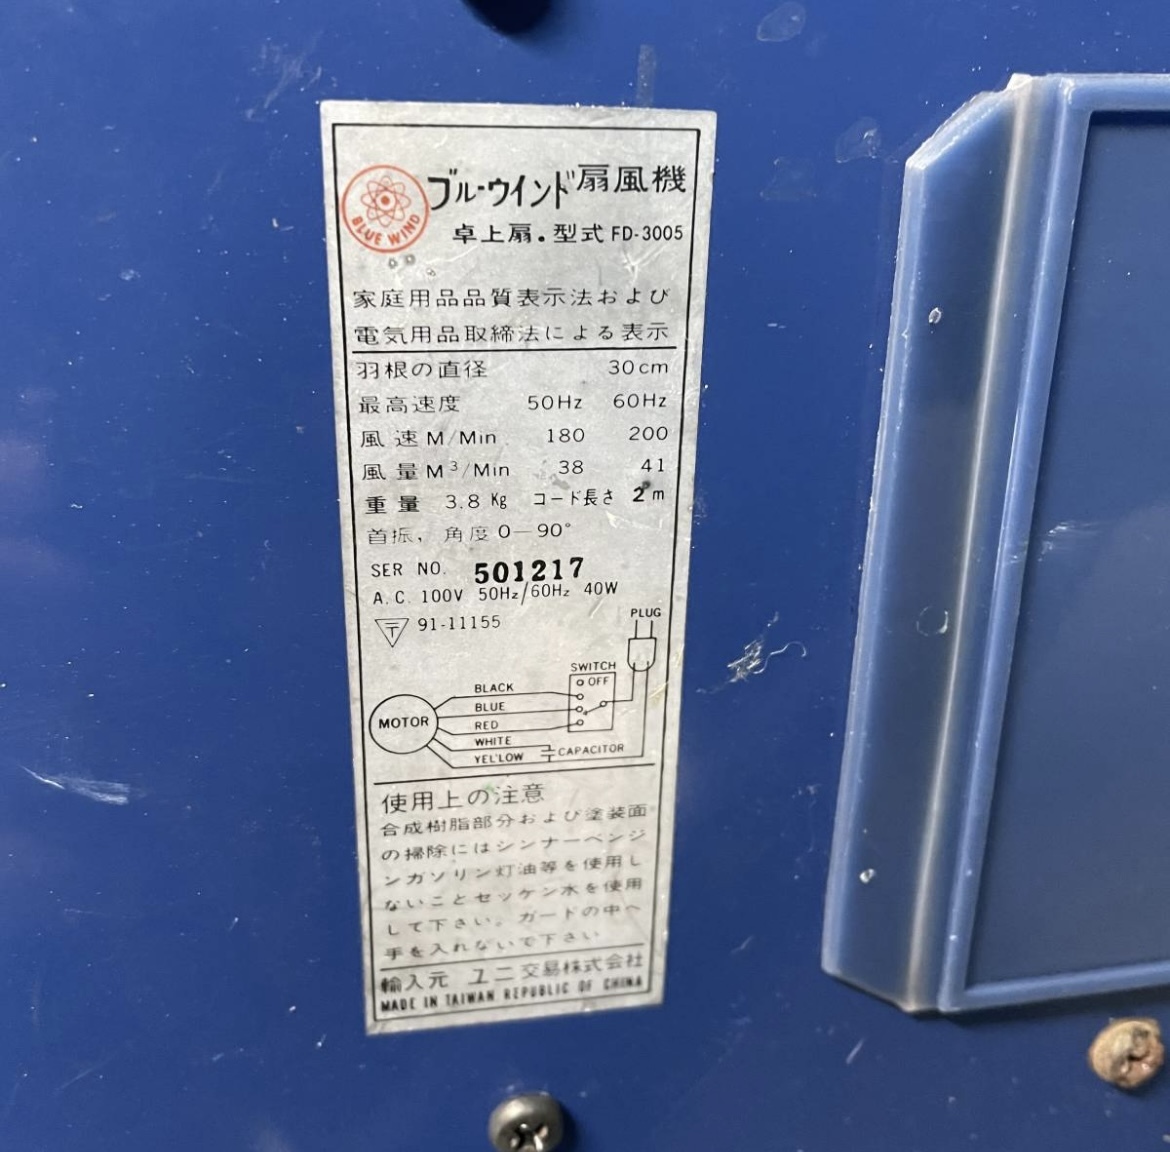 BLUE WIND
ブルーウインド扇風機
卓上扇.型式 FD-3005
家庭用品品質表示法および
電気用品取締法による表示
羽根の直径 30cm
最高速度 50Hz 60Hz
風速M/Min 180 200
風量M³/Min 38 41
重量 3.8Kg コード長さ 2m
首振, 角度 0-90°
SER NO. 501217
A.C. 100V 50Hz/60Hz 40W
〒 91-11155
PLUG
SWITCH
OFF
BLACK
BLUE
MOTOR
RED
WHITE
CAPACITOR
YELLOW
使用上の注意
合成樹脂部分および塗装面
の掃除にはシンナーベンジ
ンガソリン灯油等を使用し
ないことセッケン水を使用
して下さい。ガードの中へ
手を入れないで下さい
輸入元 ユニ交易株式会社
MADE IN TAIWAN REPUBLIC OF CHINA